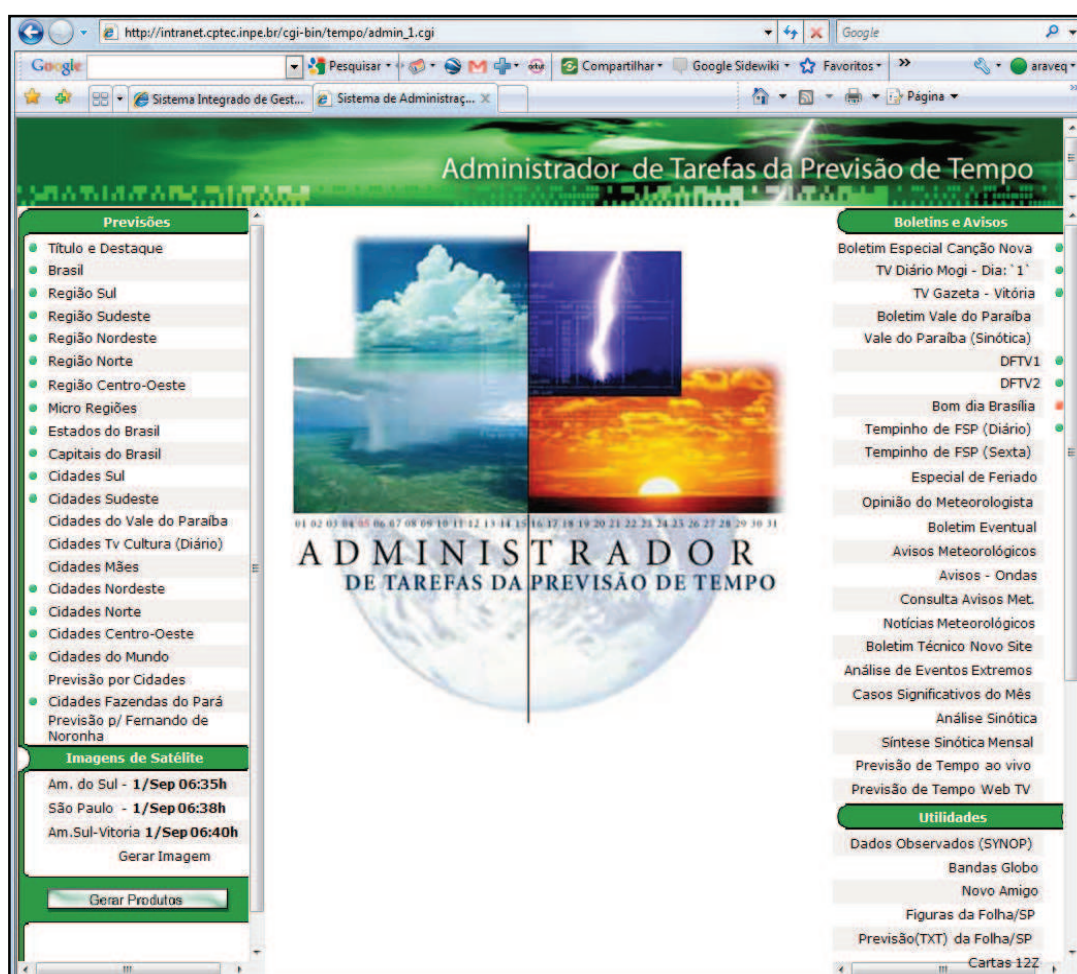 http://intranet.cptec.inpe.br/cgi-bin/tempo/admin_1.cgi
Google
Google
Pesquisar
Compartilhar
Google Sidewiki
Favoritos
araveq
Sistema Integrado de Gest...
Sistema de Administraç...
Página
Administrador de Tarefas da Previsão de Tempo
Previsões
Título e Destaque
Brasil
Região Sul
Região Sudeste
Região Nordeste
Região Norte
Região Centro-Oeste
Micro Regiões
Estados do Brasil
Capitais do Brasil
Cidades Sul
Cidades Sudeste
Cidades do Vale do Paraíba
Cidades Tv Cultura (Diário)
Cidades Mães
Cidades Nordeste
Cidades Norte
Cidades Centro-Oeste
Cidades do Mundo
Previsão por Cidades
Cidades Fazendas do Pará
Previsão p/ Fernando de
Noronha
Imagens de Satélite
Am. do Sul - 1/Sep 06:35h
São Paulo - 1/Sep 06:38h
Am.Sul-Vitoria 1/Sep 06:40h
Gerar Imagem
Gerar Produtos
01 02 03 04 05 06 07 08 09 10 11 12 13 14 15 16 17 18 19 20 21 22 23 24 25 26 27 28 29 30 31
ADMINISTRADOR
DE TAREFAS DA PREVISÃO DE TEMPO
Boletins e Avisos
Boletim Especial Canção Nova
TV Diário Mogi - Dia:`1`
TV Gazeta - Vitória
Boletim Vale do Paraíba
Vale do Paraíba (Sinótica)
DFTV1
DFTV2
Bom dia Brasília
Tempinho de FSP (Diário)
Tempinho de FSP (Sexta)
Especial de Feriado
Opinião do Meteorologista
Boletim Eventual
Avisos Meteorológicos
Avisos - Ondas
Consulta Avisos Met.
Notícias Meteorológicos
Boletim Técnico Novo Site
Análise de Eventos Extremos
Casos Significativos do Mês
Análise Sinótica
Síntese Sinótica Mensal
Previsão de Tempo ao vivo
Previsão de Tempo Web TV
Utilidades
Dados Observados (SYNOP)
Bandas Globo
Novo Amigo
Figuras da Folha/SP
Previsão(TXT) da Folha/SP
Cartas 12Z